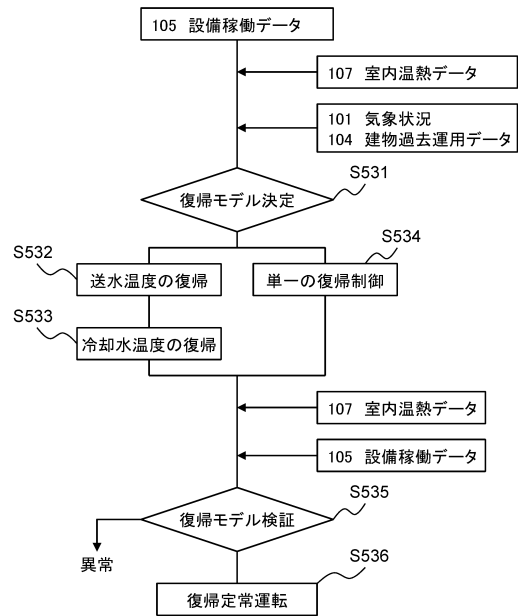 105 設備稼働データ
107 室内温熱データ
101 気象状況
104 建物過去運用データ
S531
復帰モデル決定
S532
送水温度の復帰
S534
単一の復帰制御
S533
冷却水温度の復帰
107 室内温熱データ
105 設備稼働データ
S535
復帰モデル検証
異常
S536
復帰定常運転